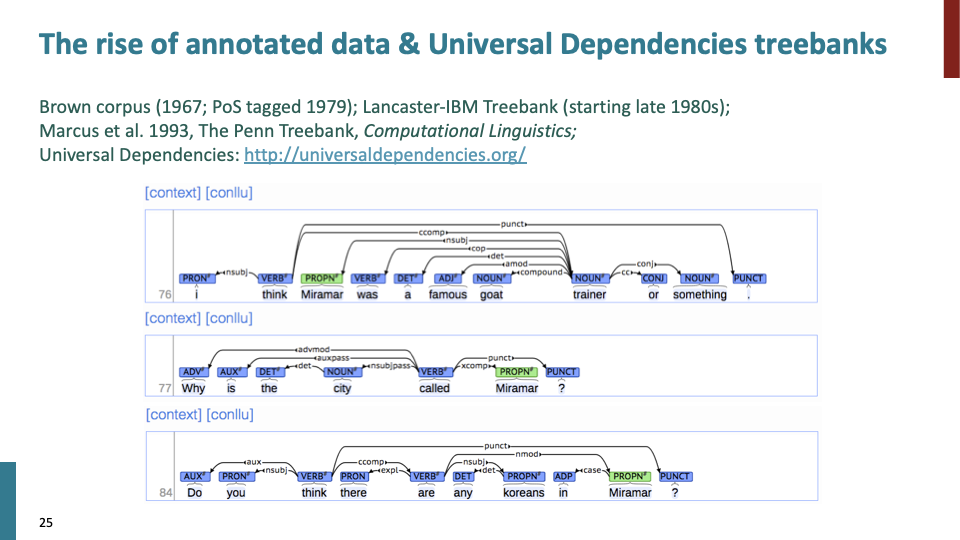 The rise of annotated data & Universal Dependencies treebanks
Brown corpus (1967; PoS tagged 1979); Lancaster-IBM Treebank (starting late 1980s);
Marcus et al. 1993, The Penn Treebank, Computational Linguistics;
Universal Dependencies: http://universaldependencies.org/
[context] [conllu]
punct
ccomp
nsubj
cop
det
amod
nsubj compound conj cc
PRON# VERB# PROPN# VERB# DET# ADJ# NOUN# NOUN# CONJ NOUN# PUNCT
76 i think Miramar was a famous goat trainer or something .
[context] [conllu]
advmod
auxpass punct
det nsubjpass xcomp
ADV# AUX# DET# NOUN# VERB# PROPN# PUNCT
77 Why is the city called Miramar ?
[context] [conllu]
punct
nmod
aux ccomp nsubj
nsubj expl det case
AUX# PRON# VERB# PRON VERB# DET PROPN# ADP PROPN# PUNCT
84 Do you think there are any koreans in Miramar ?
25